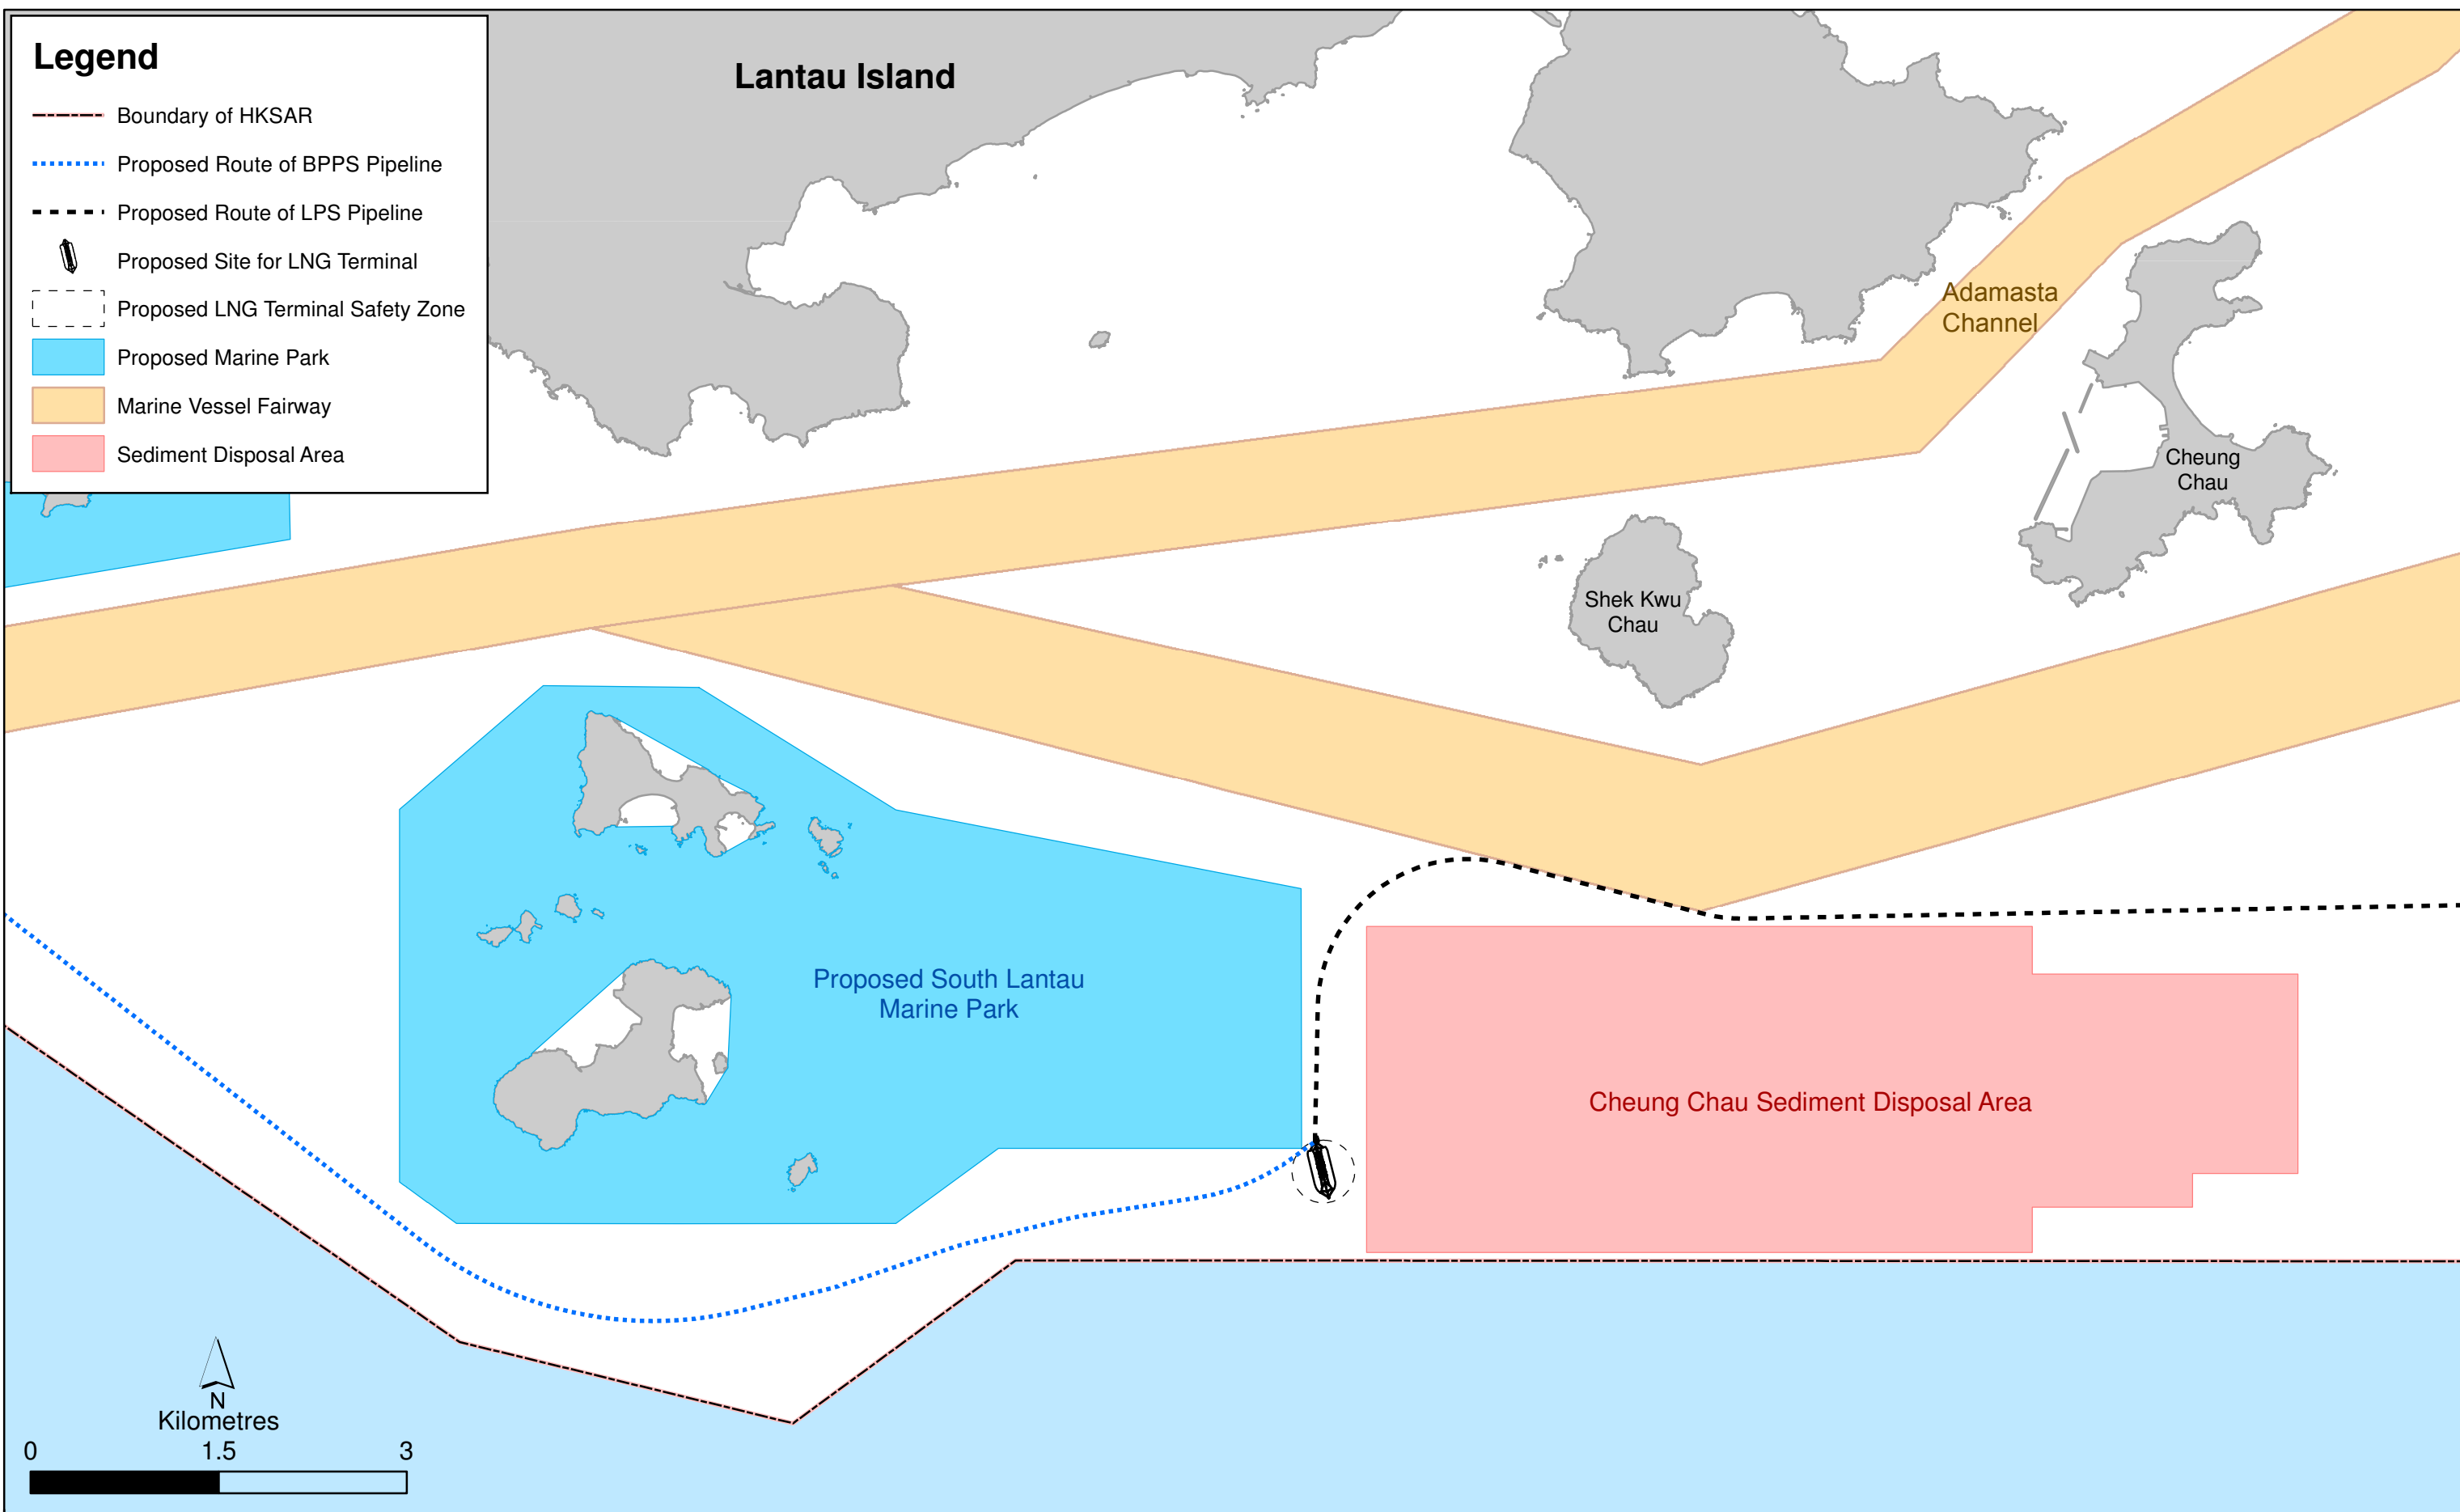 Legend
Boundary of HKSAR
Proposed Route of BPPS Pipeline
Proposed Route of LPS Pipeline
Proposed Site for LNG Terminal
Proposed LNG Terminal Safety Zone
Proposed Marine Park
Marine Vessel Fairway
Sediment Disposal Area
Lantau Island
Adamasta
Channel
Cheung
Chau
Shek Kwu
Chau
Proposed South Lantau
Marine Park
Cheung Chau Sediment Disposal Area
N
Kilometres
0 1.5 3